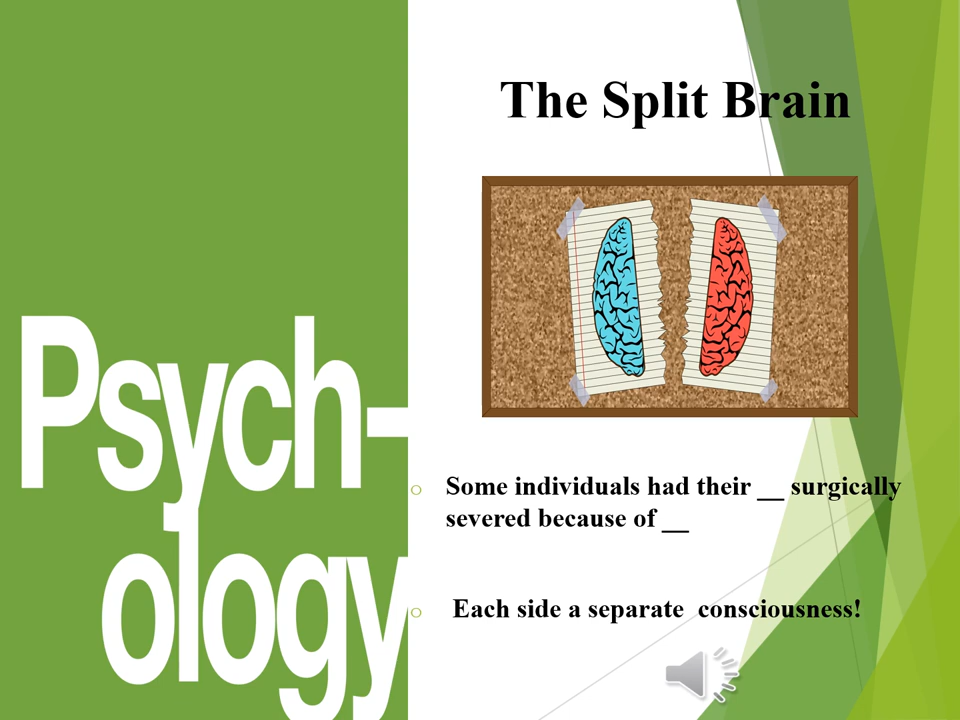 The Split Brain
Psych-
ology
o Some individuals had their __ surgically
severed because of __
o Each side a separate consciousness!